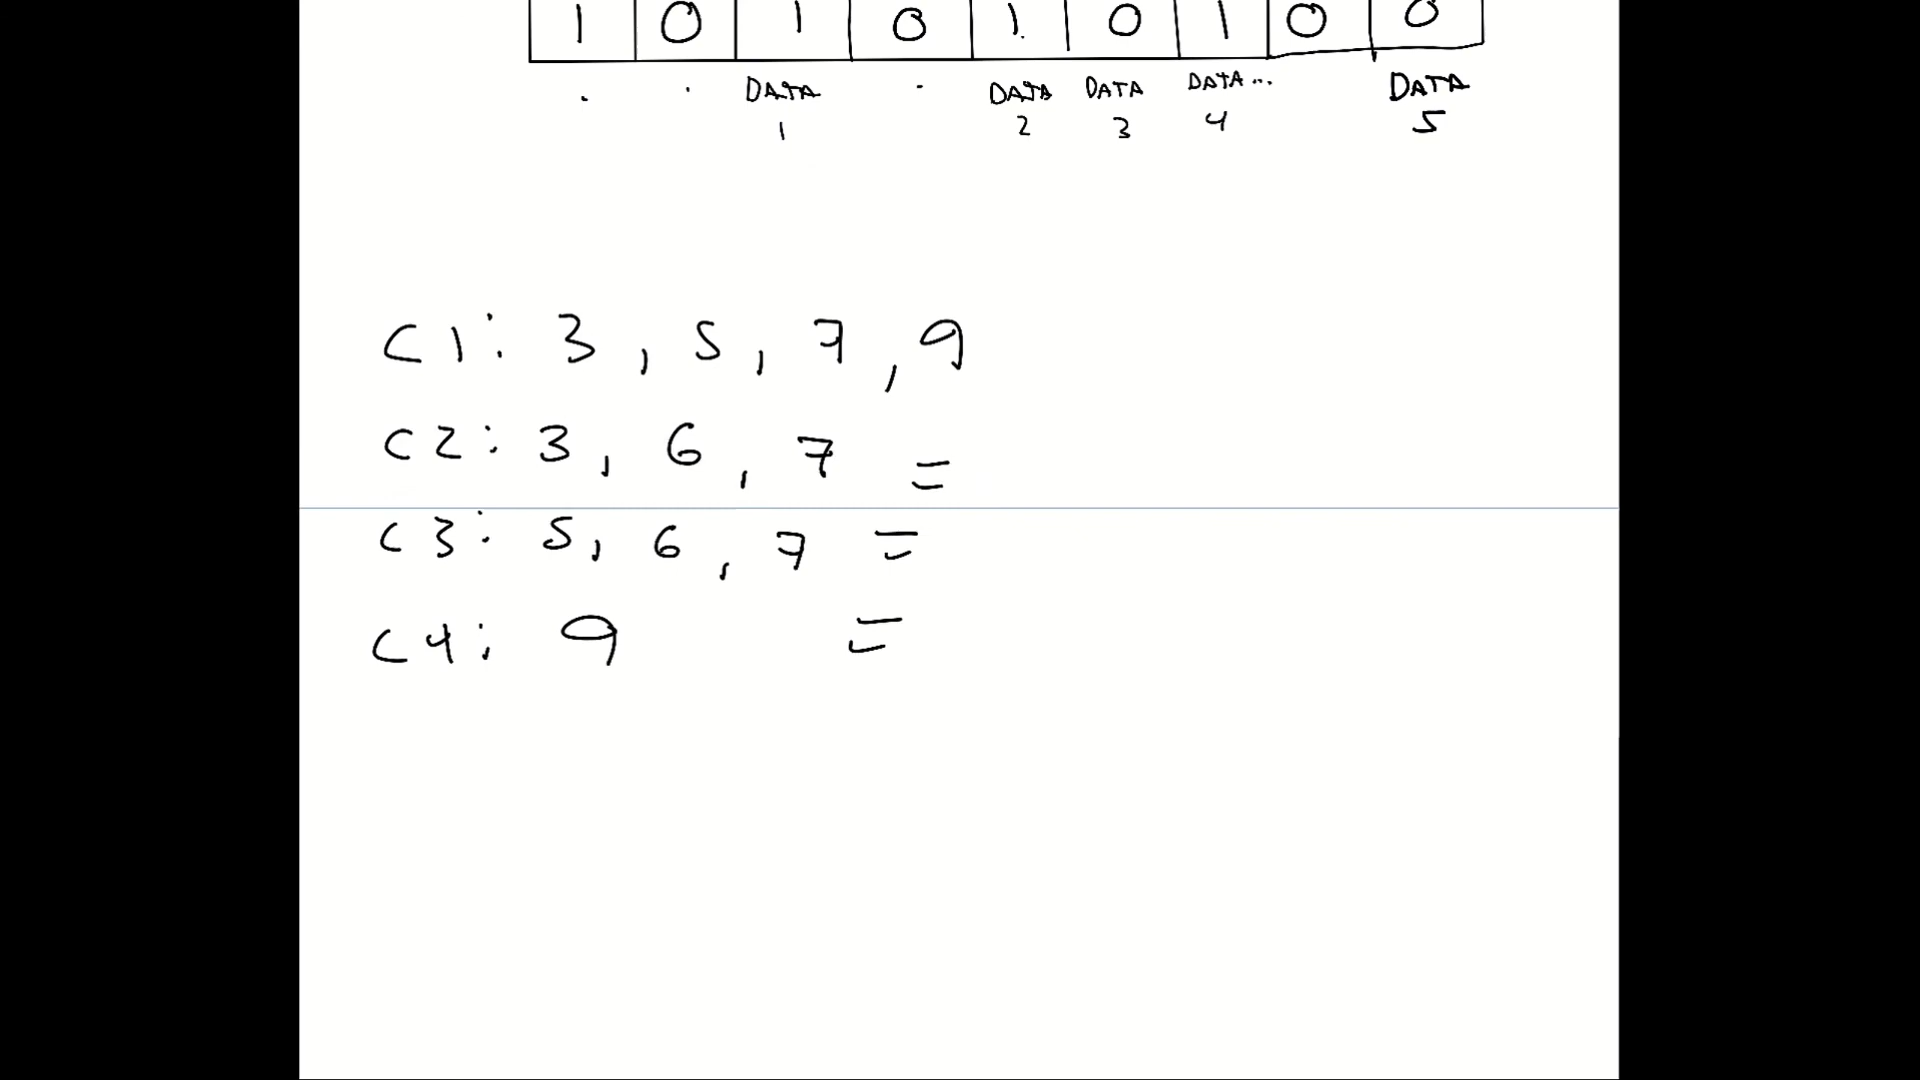 1 0 1 0 1 0 1 0 0
. . DATA . DATA DATA DATA... DATA
1 2 3 4 5
C1: 3, 5, 7, 9
C2: 3, 6, 7 =
C3: 5, 6, 7 =
C4: 9 =